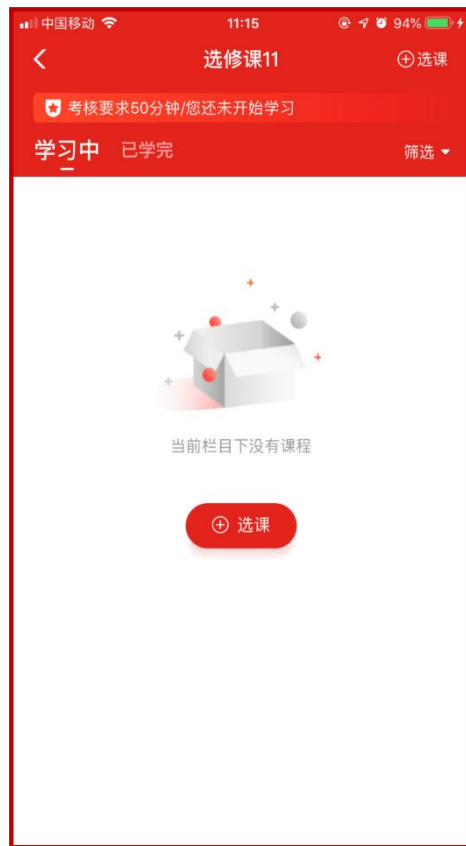 中国移动 11:15 94%
选修课11 选课
考核要求50分钟/您还未开始学习
学习中 已学完 筛选
当前栏目下没有课程
选课